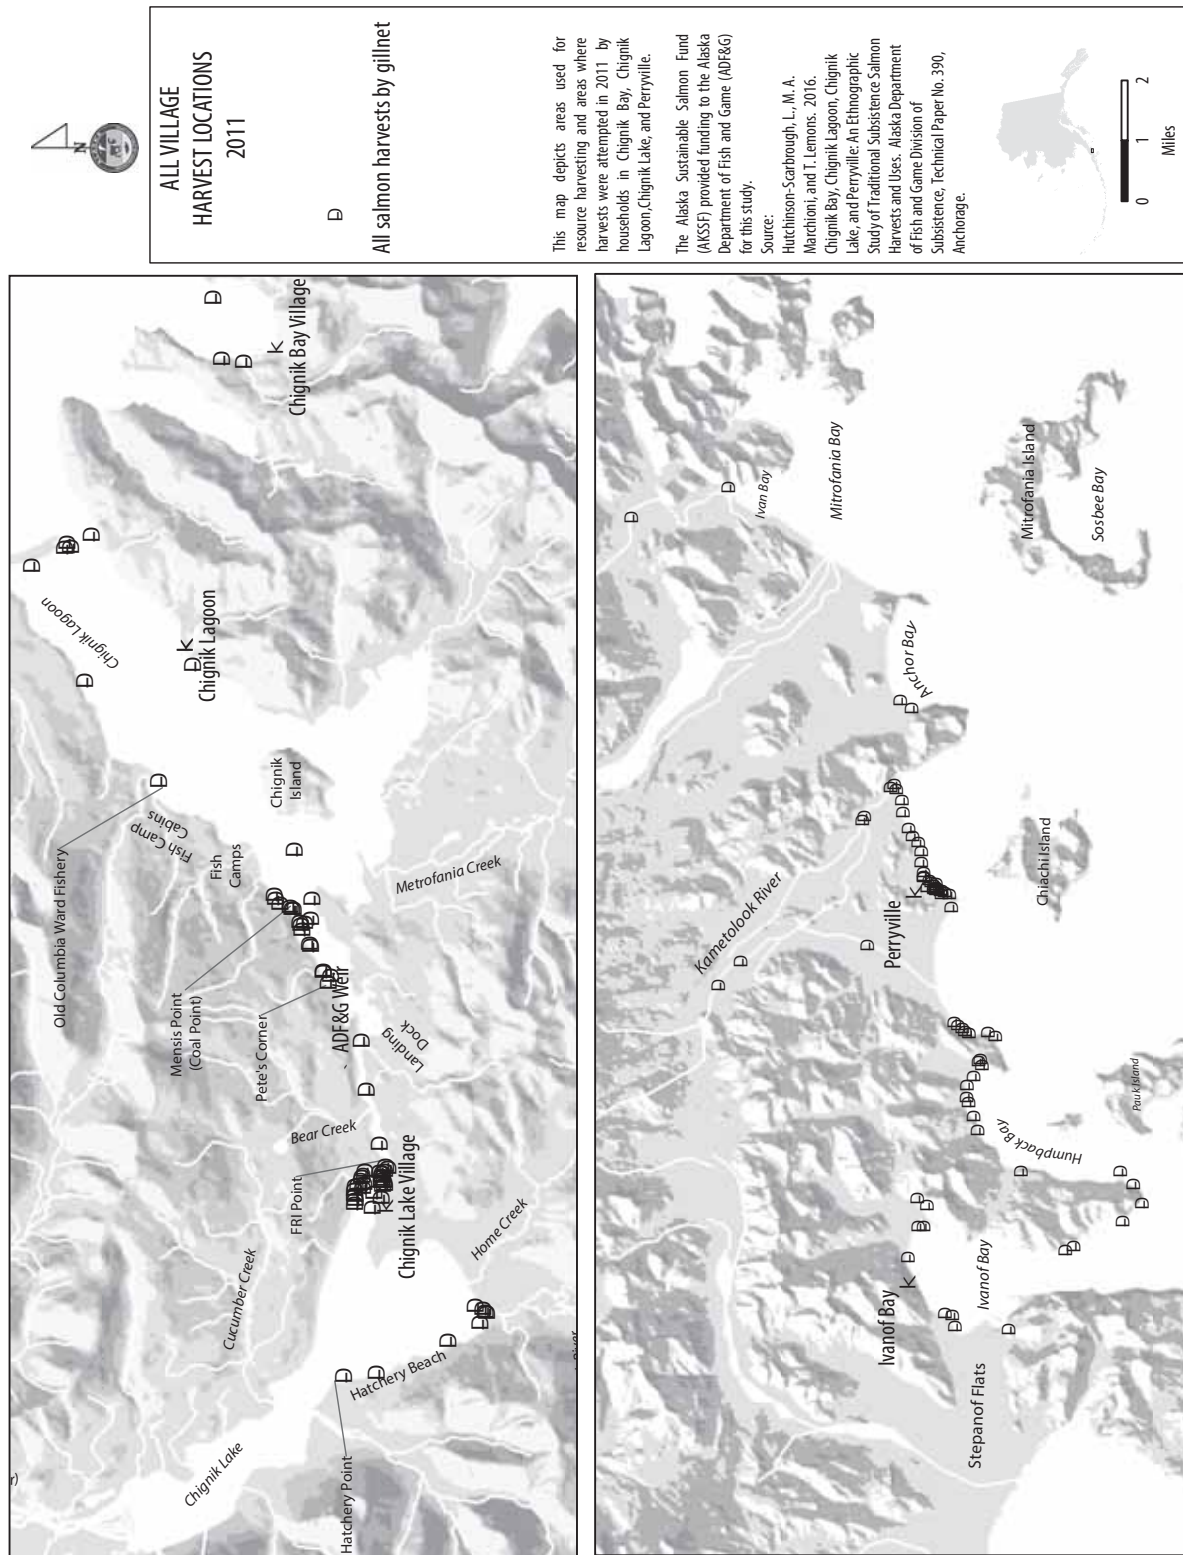 N
ALL VILLAGE
HARVEST LOCATIONS
2011
D
All salmon harvests by gillnet
This map depicts areas used for
resource harvesting and areas where
harvests were attempted in 2011 by
households in Chignik Bay, Chignik
Lagoon,Chignik Lake, and Perryville.
The Alaska Sustainable Salmon Fund
(AKSSF) provided funding to the Alaska
Department of Fish and Game (ADF&G)
for this study.
Source:
Hutchinson-Scarbrough, L., M. A.
Marchioni, and T. Lemons. 2016.
Chignik Bay, Chignik Lagoon, Chignik
Lake, and Perryville: An Ethnographic
Study of Traditional Subsistence Salmon
Harvests and Uses. Alaska Department
of Fish and Game Division of
Subsistence, Technical Paper No. 390,
Anchorage.
0 1 2
Miles
r)
Chignik Lake
Hatchery Point
Hatchery Beach
Cucumber Creek
Home Creek
River
FRI Point
k
Chignik Lake Village
Bear Creek
Pete's Corner
ADF&G Weir
Landing
Dock
Mensis Point
(Coal Point)
Metrofania Creek
Old Columbia Ward Fishery
Fish Camp
Cabins
Fish
Camps
Chignik
Island
Chignik Lagoon
k
Chignik Lagoon
k
Chignik Bay Village
Stepanof Flats
Ivanof Bay
k
Ivanof Bay
Humpback Bay
Pauk Island
Kametolook River
Perryville
k
Chiachi Island
Anchor Bay
Ivan Bay
Mitrofania Bay
Mitrofania Island
Sosbee Bay